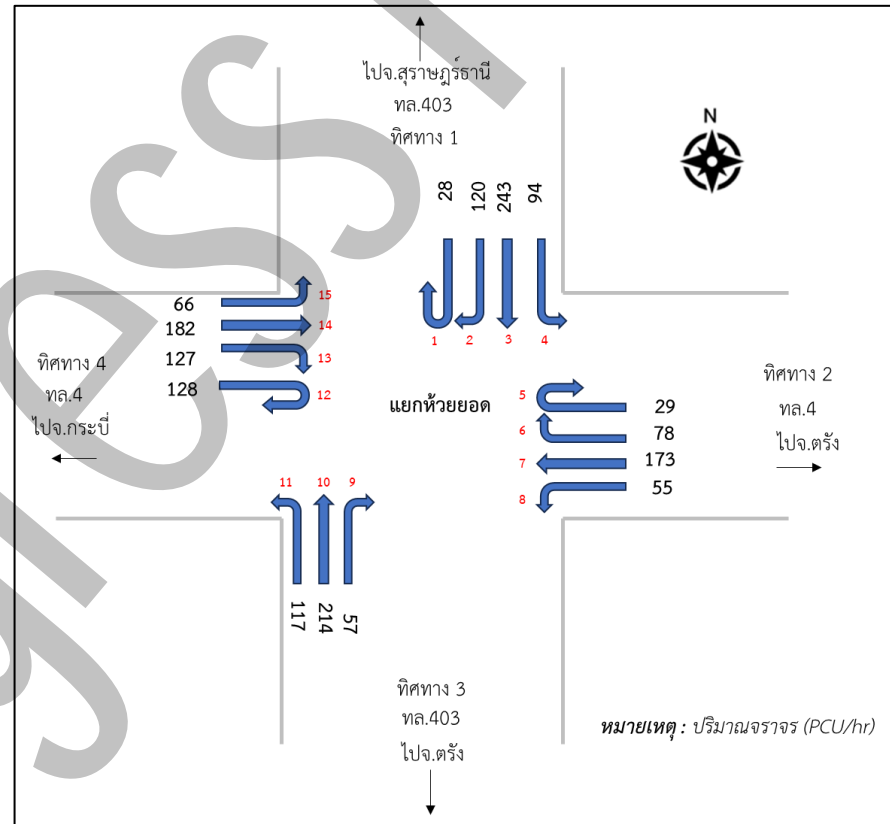 ไปจ.สุราษฎร์ธานี
ทล.403
ทิศทาง 1
N
28 120 243 94
1 2 3 4
66 15
182 14
127 13
128 12
ทิศทาง 4
ทล.4
ไปจ.กระบี่
แยกห้วยยอด
5 29
6 78
7 173
8 55
ทิศทาง 2
ทล.4
ไปจ.ตรัง
11 10 9
117 214 57
ทิศทาง 3
ทล.403
ไปจ.ตรัง
หมายเหตุ : ปริมาณจราจร (PCU/hr)